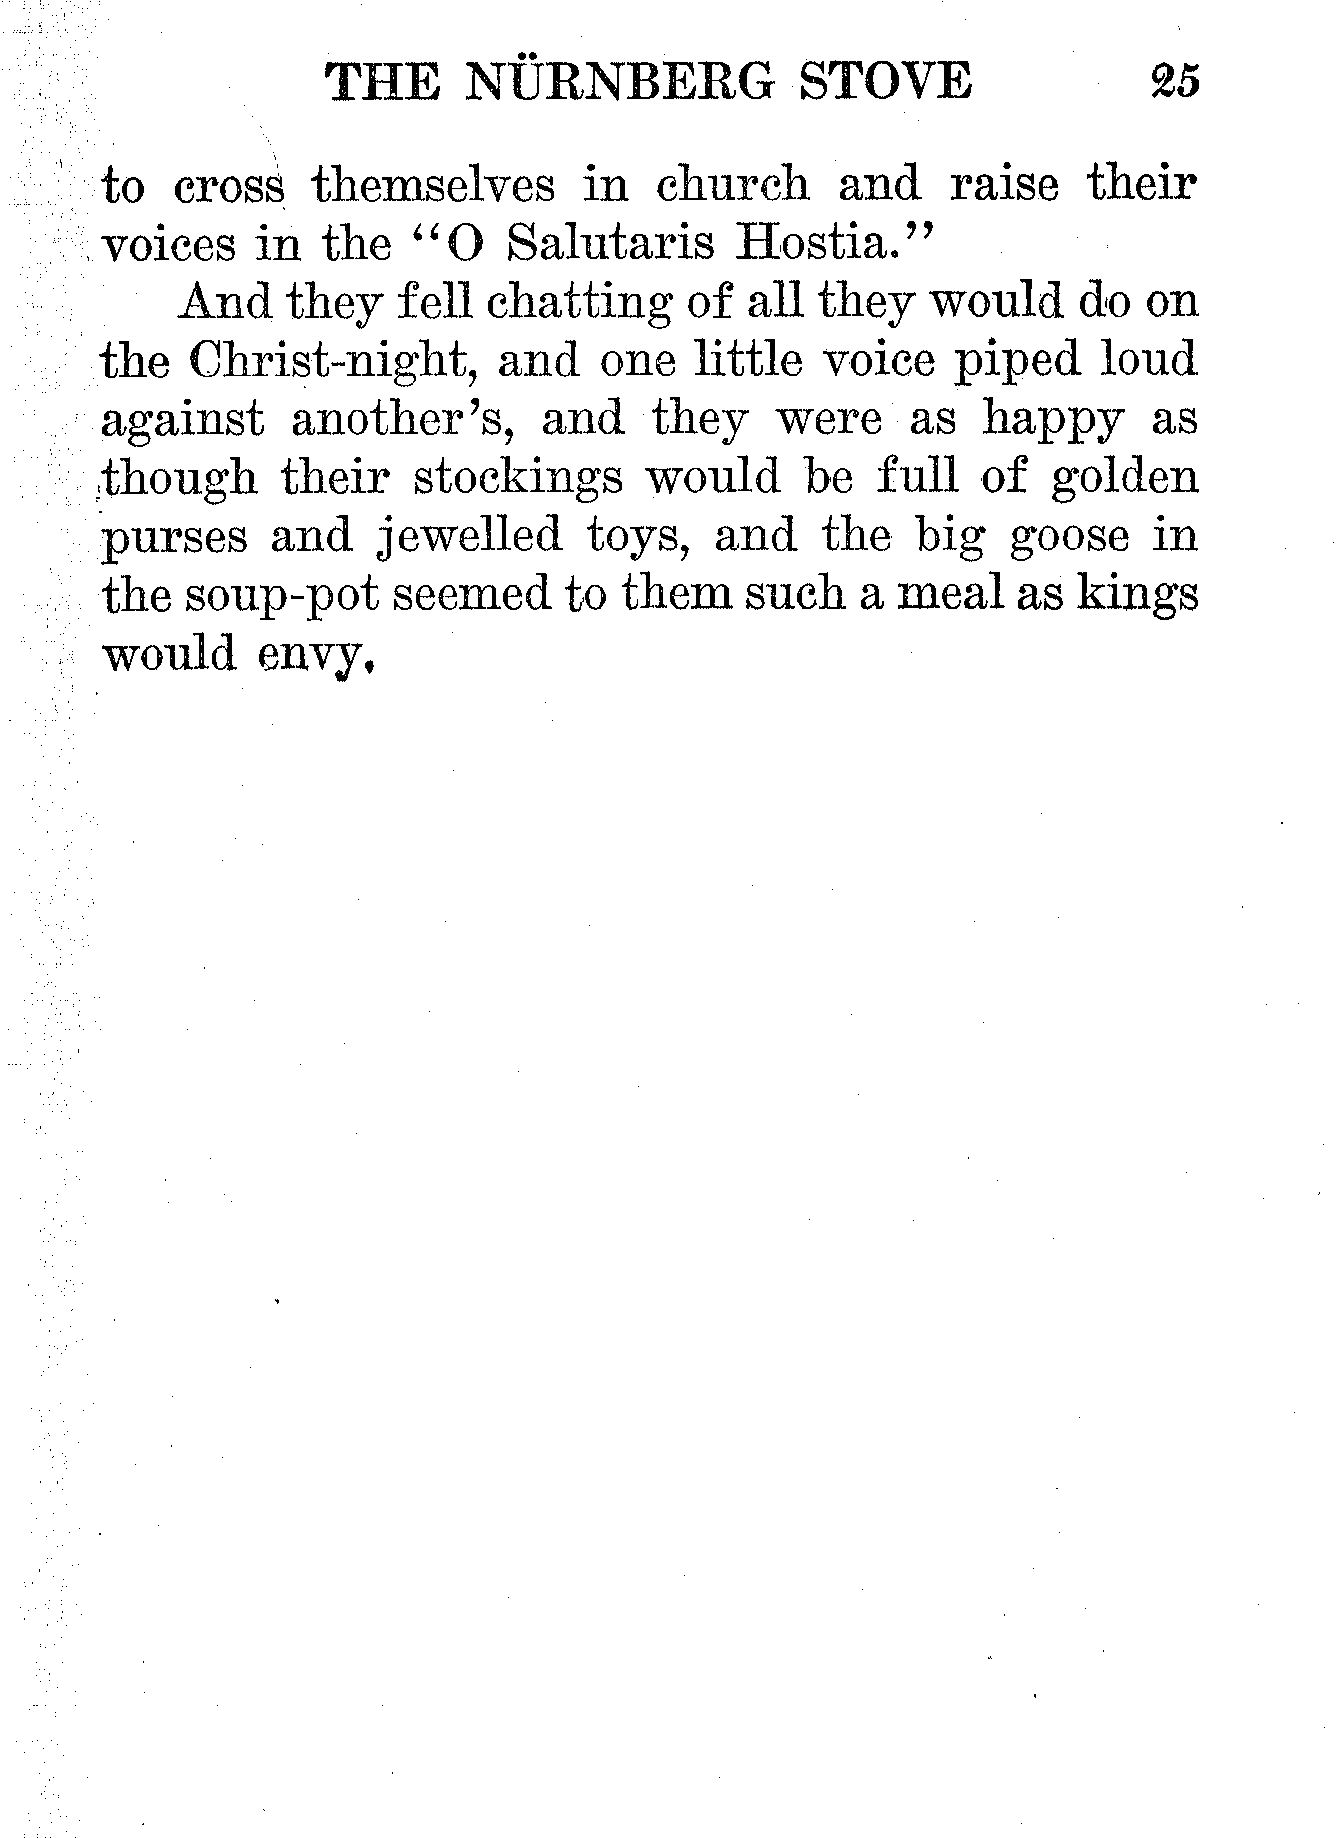 THE NÜRNBERG STOVE 25
to cross themselves in church and raise their
voices in the "O Salutaris Hostia."
And they fell chatting of all they would do on
the Christ-night, and one little voice piped loud
against another's, and they were as happy as
though their stockings would be full of golden
purses and jewelled toys, and the big goose in
the soup-pot seemed to them such a meal as kings
would envy.